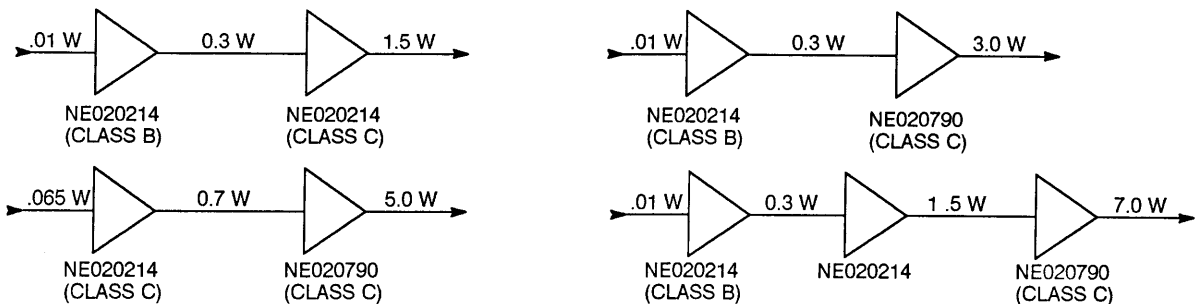 .01 W 0.3 W 1.5 W
NE020214 NE020214
(CLASS B) (CLASS C)
.01 W 0.3 W 3.0 W
NE020214 NE020790
(CLASS B) (CLASS C)
.065 W 0.7 W 5.0 W
NE020214 NE020790
(CLASS C) (CLASS C)
.01 W 0.3 W 1 .5 W 7.0 W
NE020214 NE020214 NE020790
(CLASS B) (CLASS C)